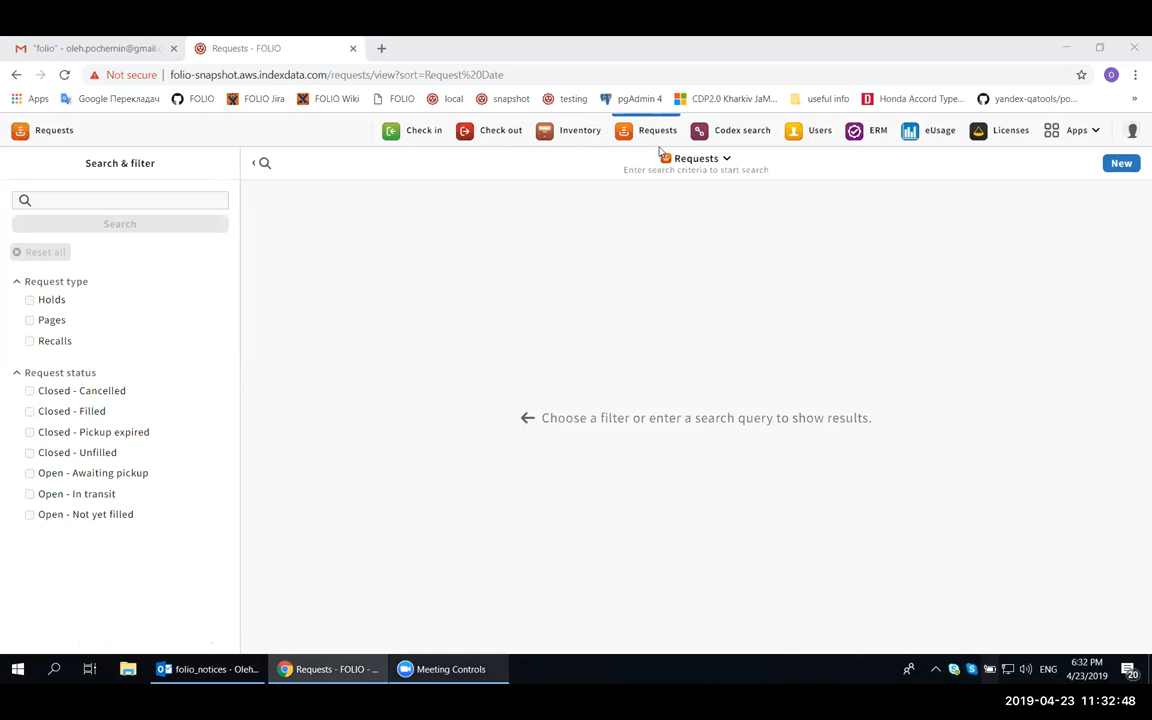 "folio" - oleh.pochernin@gmail.c
Requests - FOLIO
Not secure | folio-snapshot.aws.indexdata.com/requests/view?sort=Request%20Date
O
Apps Google Перекладач FOLIO FOLIO Jira FOLIO Wiki FOLIO local snapshot testing pgAdmin 4 CDP2.0 Kharkiv JaM... useful info Honda Accord Type... yandex-qatools/po... »
Requests Check in Check out Inventory Requests Codex search Users ERM eUsage Licenses Apps
Search & filter
Requests
Enter search criteria to start search
New
Search
Reset all
Request type
Holds
Pages
Recalls
Request status
Closed - Cancelled
Closed - Filled
Closed - Pickup expired
Closed - Unfilled
Open - Awaiting pickup
Open - In transit
Open - Not yet filled
Choose a filter or enter a search query to show results.
folio_notices - Oleh...
Requests - FOLIO - ...
Meeting Controls
ENG
6:32 PM
4/23/2019
20
2019-04-23 11:32:48